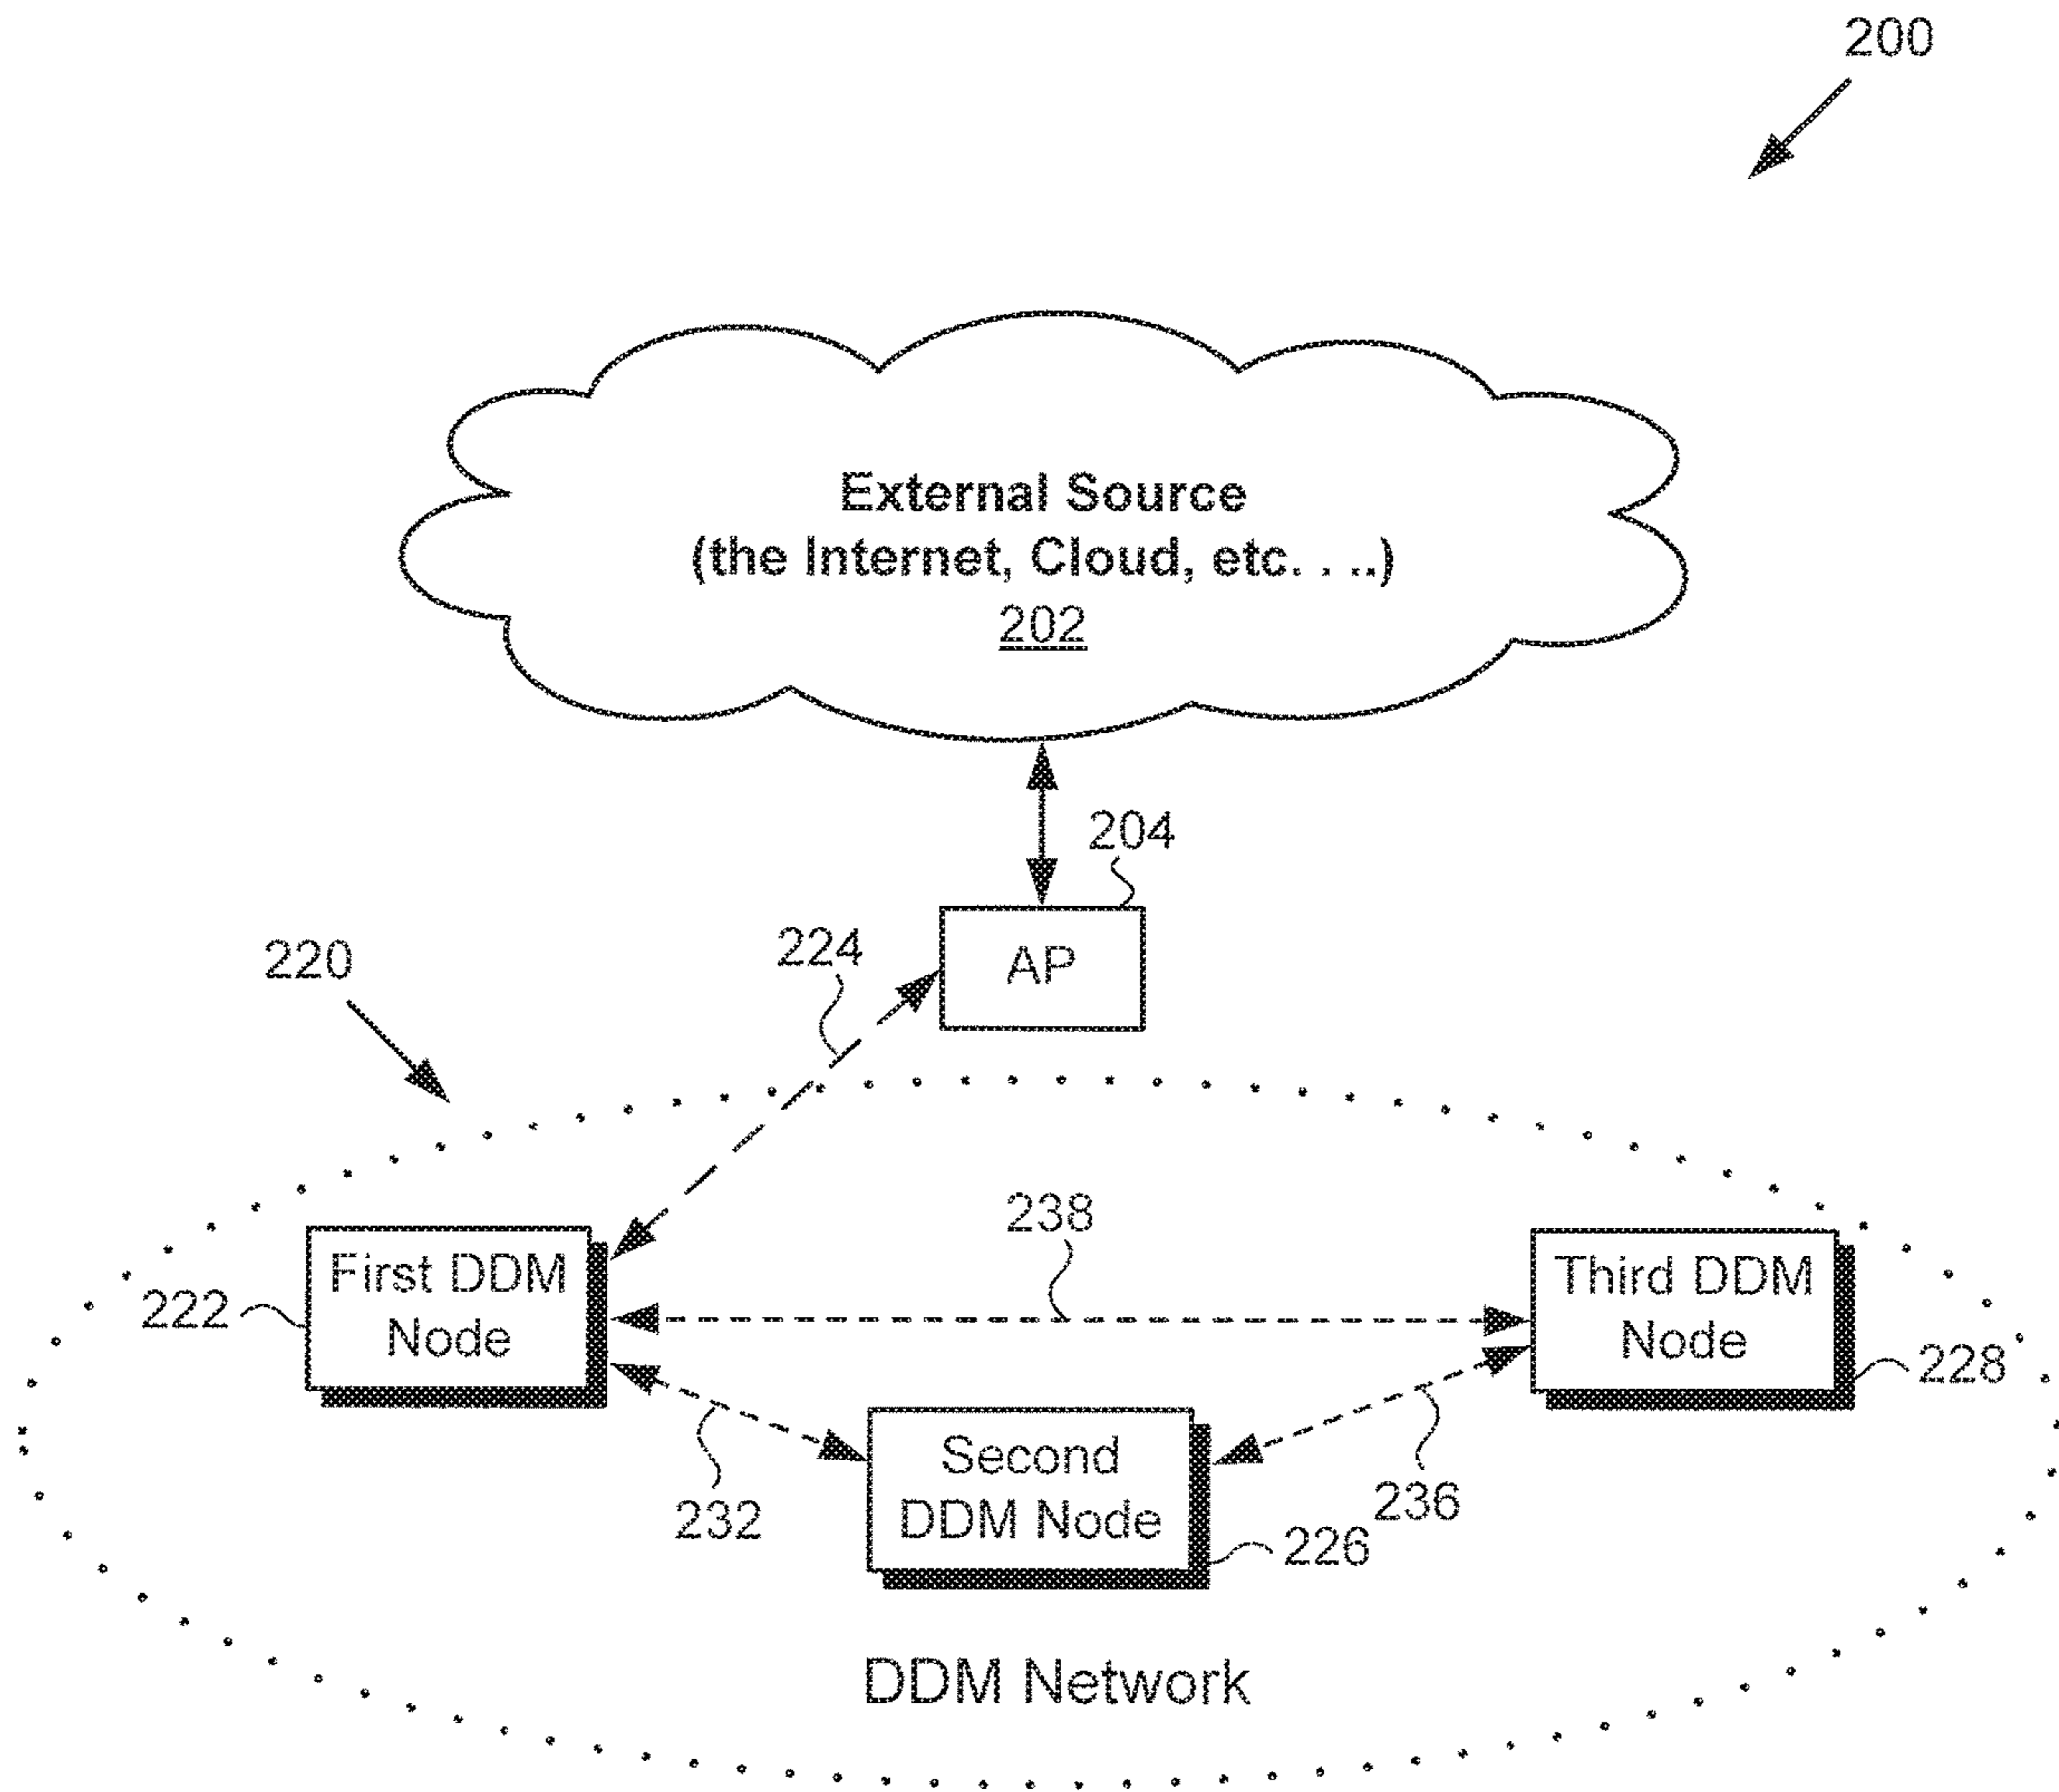 200
External Source
(the Internet, Cloud, etc. . . .)
202
204
AP
224
220
238
First DDM
Node
222
Third DDM
Node
228
232
Second
DDM Node
236
226
DDM Network